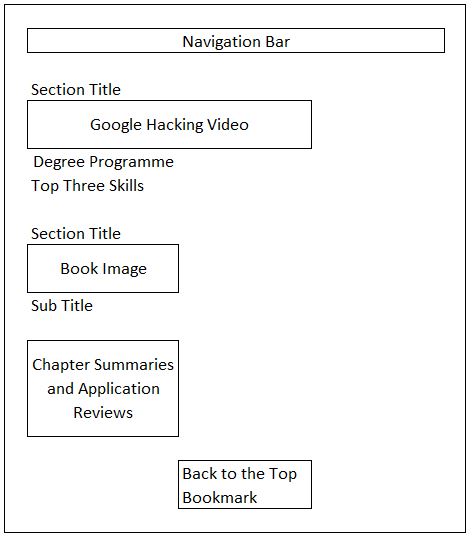 Navigation Bar
Section Title
Google Hacking Video
Degree Programme
Top Three Skills
Section Title
Book Image
Sub Title
Chapter Summaries
and Application
Reviews
Back to the Top
Bookmark